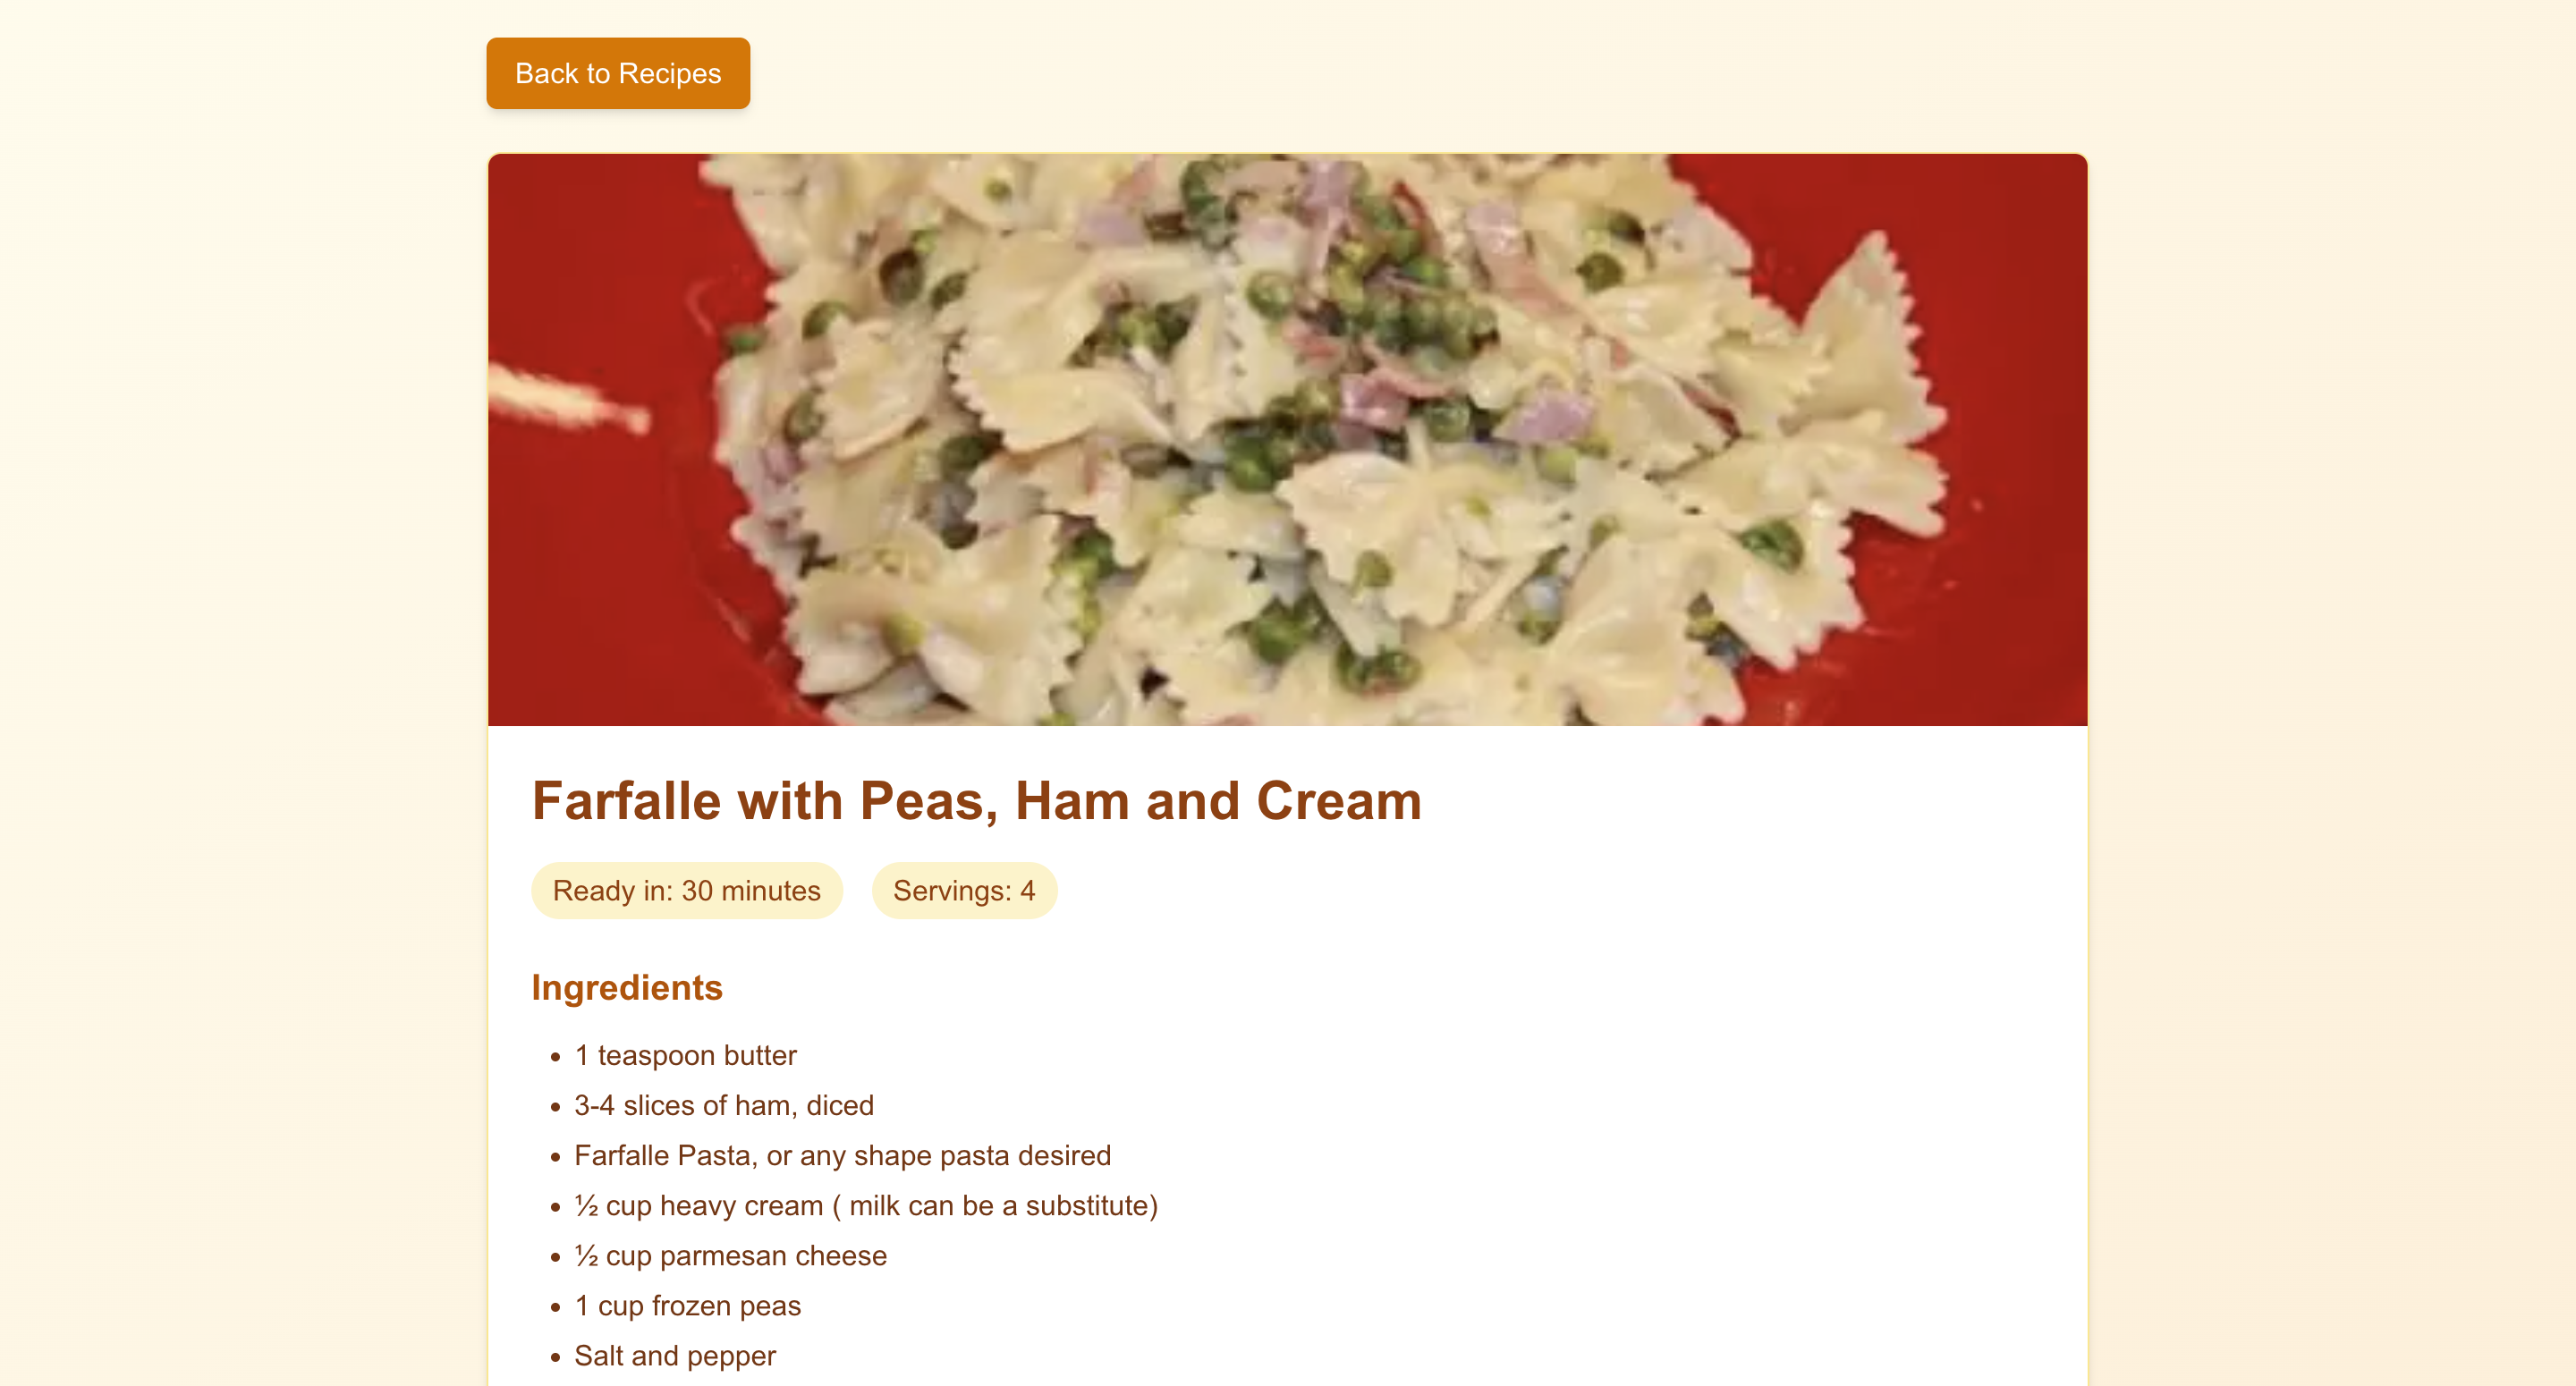 Back to Recipes
Farfalle with Peas, Ham and Cream
Ready in: 30 minutes
Servings: 4
Ingredients
• 1 teaspoon butter
• 3-4 slices of ham, diced
• Farfalle Pasta, or any shape pasta desired
• ½ cup heavy cream ( milk can be a substitute)
• ½ cup parmesan cheese
• 1 cup frozen peas
• Salt and pepper